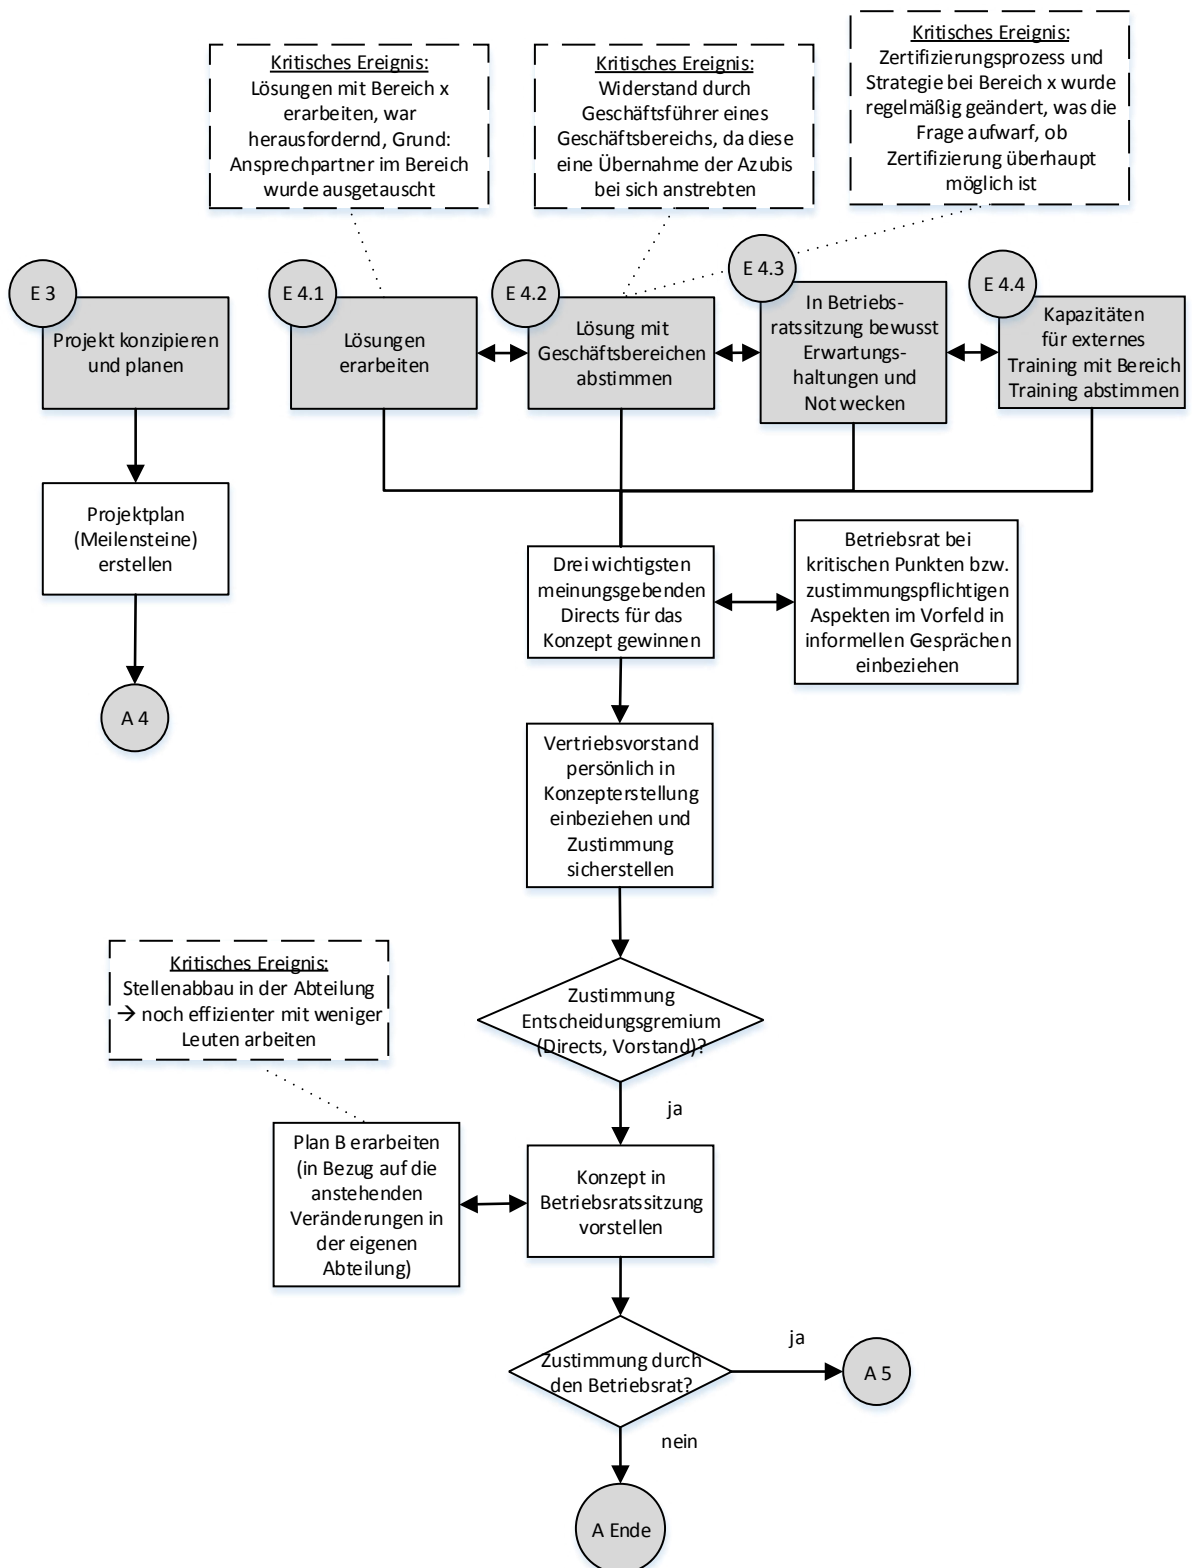 Kritisches Ereignis:
Lösungen mit Bereich x
erarbeiten, war
herausfordernd, Grund:
Ansprechpartner im Bereich
wurde ausgetauscht
Kritisches Ereignis:
Widerstand durch
Geschäftsführer eines
Geschäftsbereichs, da diese
eine Übernahme der Azubis
bei sich anstrebten
Kritisches Ereignis:
Zertifizierungsprozess und
Strategie bei Bereich x wurde
regelmäßig geändert, was die
Frage aufwarf, ob
Zertifizierung überhaupt
möglich ist
E 3
Projekt konzipieren
und planen
E 4.1
Lösungen
erarbeiten
E 4.2
Lösung mit
Geschäftsbereichen
abstimmen
E 4.3
In Betriebs-
ratssitzung bewusst
Erwartungs-
haltungen und
Not wecken
E 4.4
Kapazitäten
für externes
Training mit Bereich
Training abstimmen
Projektplan
(Meilensteine)
erstellen
A 4
Drei wichtigsten
meinungsgebenden
Directs für das
Konzept gewinnen
Betriebsrat bei
kritischen Punkten bzw.
zustimmungspflichtigen
Aspekten im Vorfeld in
informellen Gesprächen
einbeziehen
Vertriebsvorstand
persönlich in
Konzepterstellung
einbeziehen und
Zustimmung
sicherstellen
Kritisches Ereignis:
Stellenabbau in der Abteilung
→ noch effizienter mit weniger
Leuten arbeiten
Zustimmung
Entscheidungsgremium
(Directs, Vorstand)?
ja
Plan B erarbeiten
(in Bezug auf die
anstehenden
Veränderungen in
der eigenen
Abteilung)
Konzept in
Betriebsratssitzung
vorstellen
Zustimmung durch
den Betriebsrat?
ja
A 5
nein
A Ende